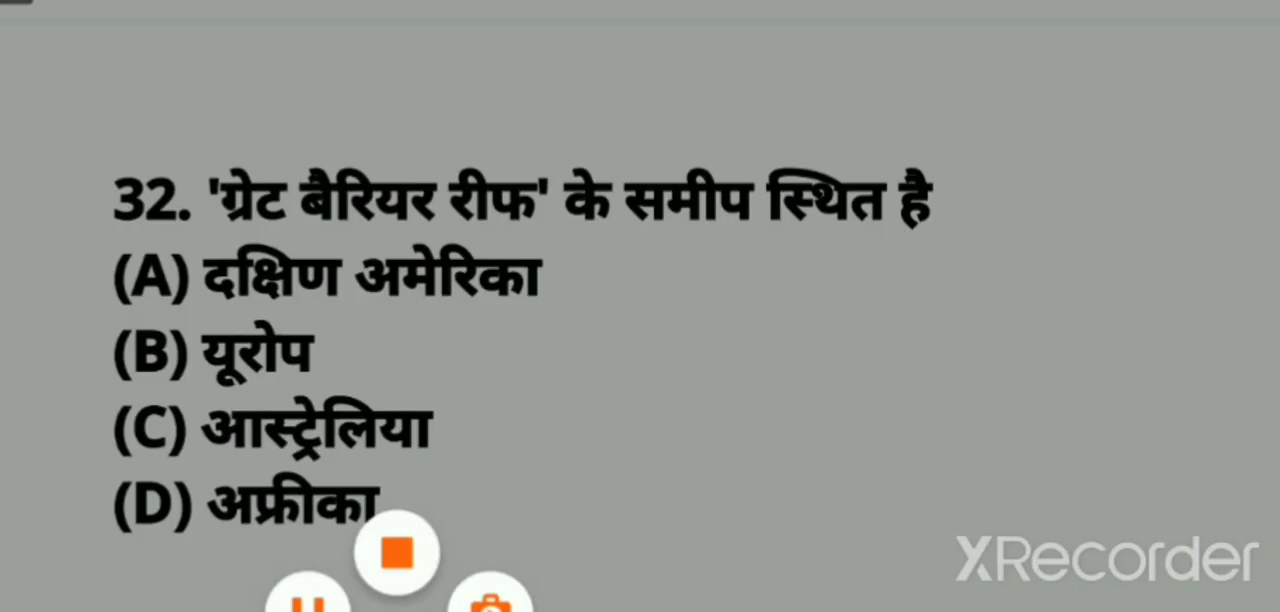 32. 'ग्रेट बैरियर रीफ' के समीप स्थित है
(A) दक्षिण अमेरिका
(B) यूरोप
(C) आस्ट्रेलिया
(D) अफ्रीका
XRecorder